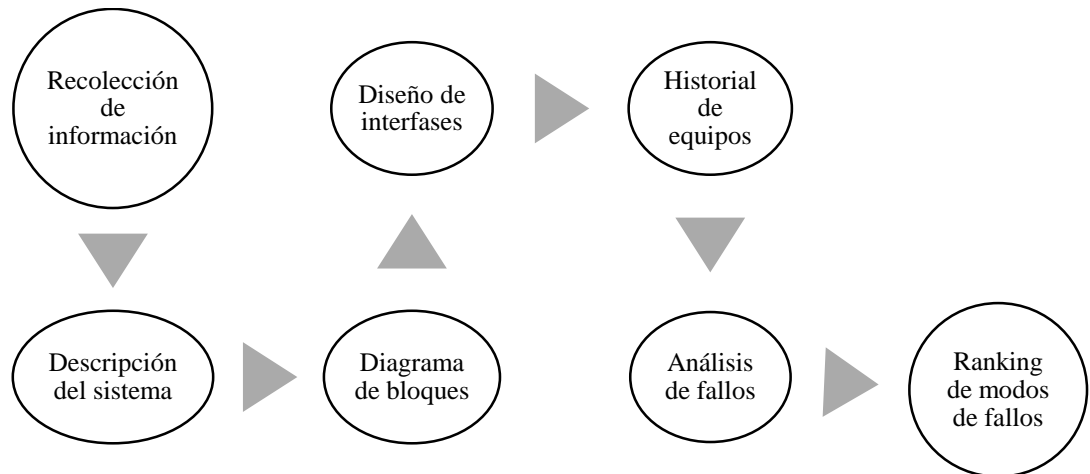 Recolección
de
información
Descripción
del sistema
Diagrama
de bloques
Diseño de
interfases
Historial
de
equipos
Análisis
de fallos
Ranking
de modos
de fallos